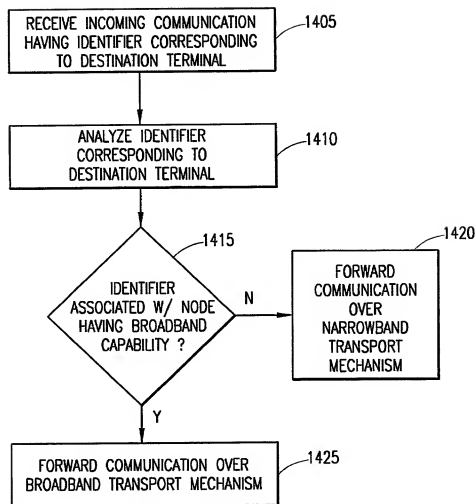 RECEIVE INCOMING COMMUNICATION
HAVING IDENTIFIER CORRESPONDING
TO DESTINATION TERMINAL
1405
ANALYZE IDENTIFIER
CORRESPONDING TO
DESTINATION TERMINAL
1410
1415
IDENTIFIER
ASSOCIATED W/ NODE
HAVING BROADBAND
CAPABILITY ?
N
1420
FORWARD
COMMUNICATION
OVER
NARROWBAND
TRANSPORT
MECHANISM
Y
FORWARD COMMUNICATION OVER
BROADBAND TRANSPORT MECHANISM
1425